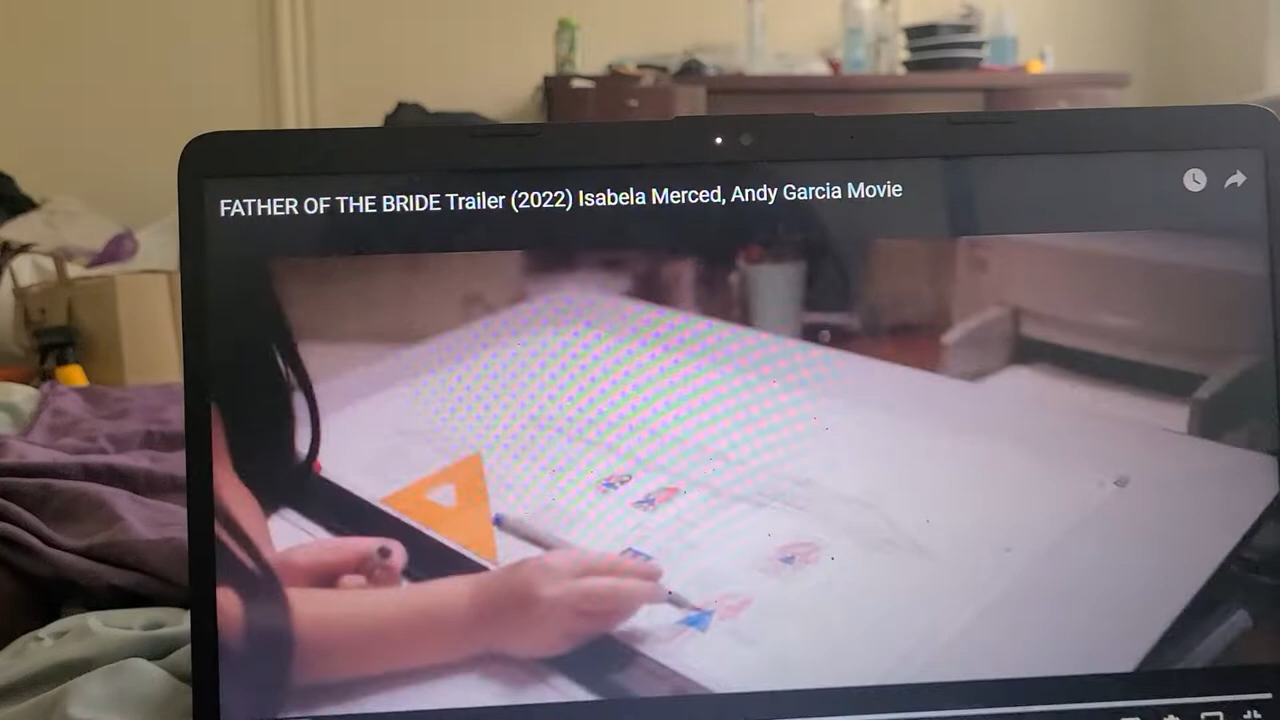 FATHER OF THE BRIDE Trailer (2022) Isabela Merced, Andy Garcia Movie